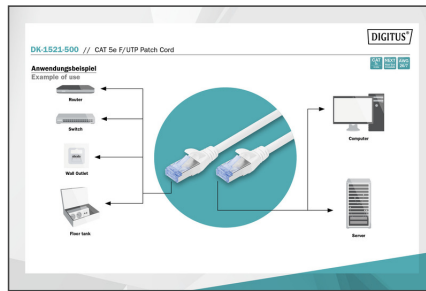 DIGITUS®
DK-1521-500 // CAT 5e F/UTP Patch Cord
Anwendungsbeispiel
Example of use
Router
Switch
Wall Outlet
Floor tank
Computer
Server